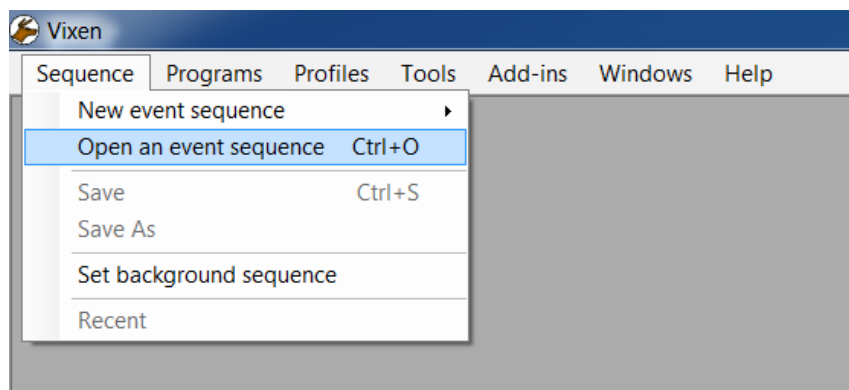 Vixen
Sequence Programs Profiles Tools Add-ins Windows Help
New event sequence
Open an event sequence Ctrl+O
Save Ctrl+S
Save As
Set background sequence
Recent